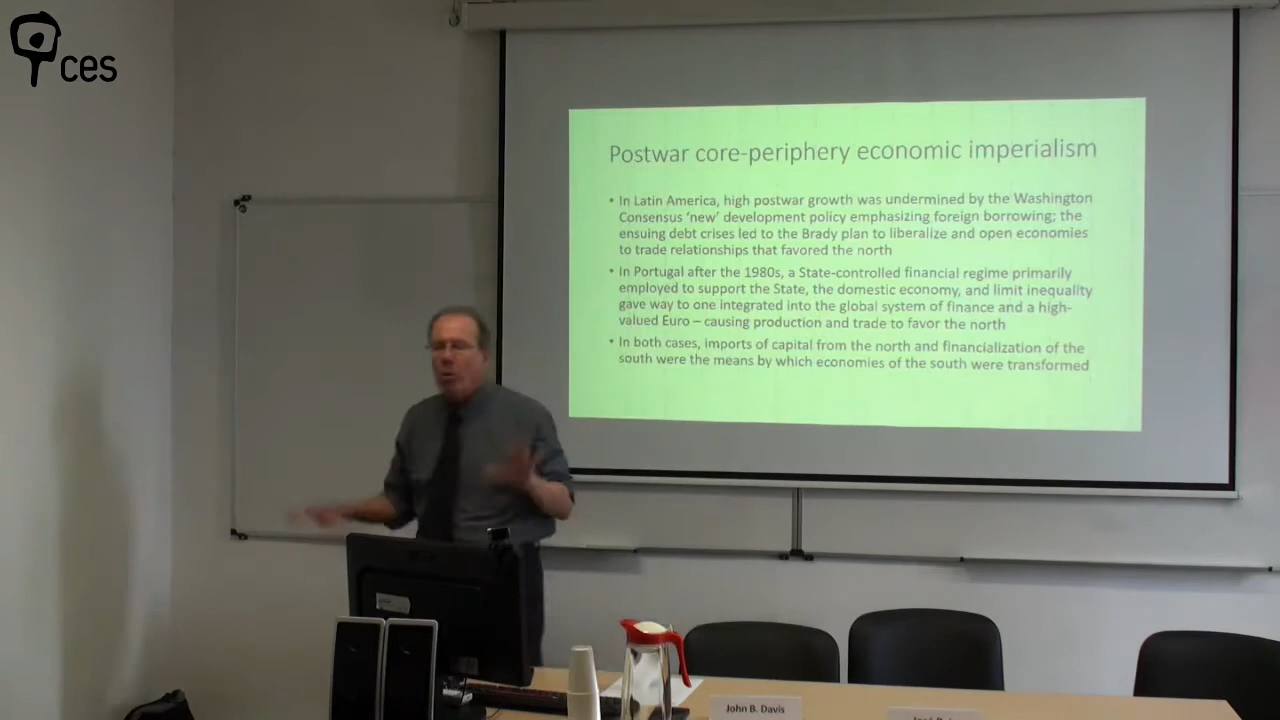 ces
Postwar core-periphery economic imperialism
• In Latin America, high postwar growth was undermined by the Washington
Consensus 'new' development policy emphasizing foreign borrowing; the
ensuing debt crises led to the Brady plan to liberalize and open economies
to trade relationships that favored the north
• In Portugal after the 1980s, a State-controlled financial regime primarily
employed to support the State, the domestic economy, and limit inequality
gave way to one integrated into the global system of finance and a high-
valued Euro – causing production and trade to favor the north
• In both cases, imports of capital from the north and financialization of the
south were the means by which economies of the south were transformed
John B. Davis